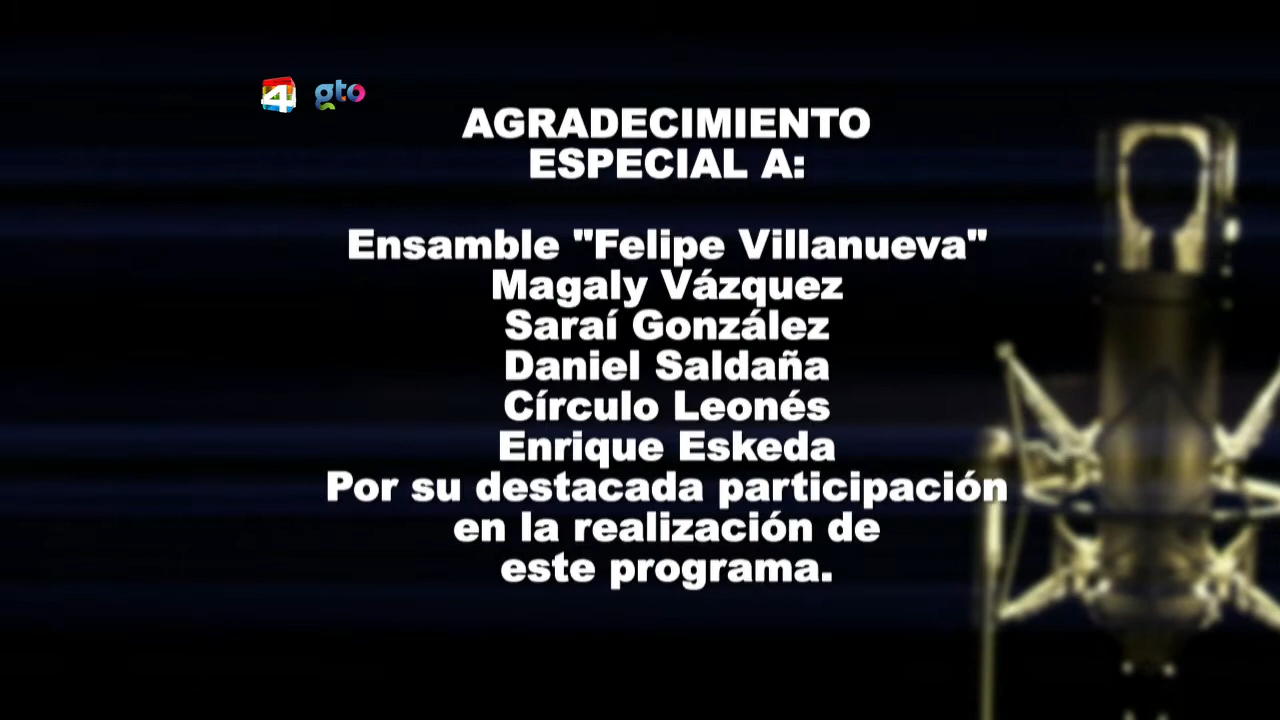 4 gto
AGRADECIMIENTO
ESPECIAL A:
Ensamble "Felipe Villanueva"
Magaly Vázquez
Saraí González
Daniel Saldaña
Círculo Leonés
Enrique Eskeda
Por su destacada participación
en la realización de
este programa.